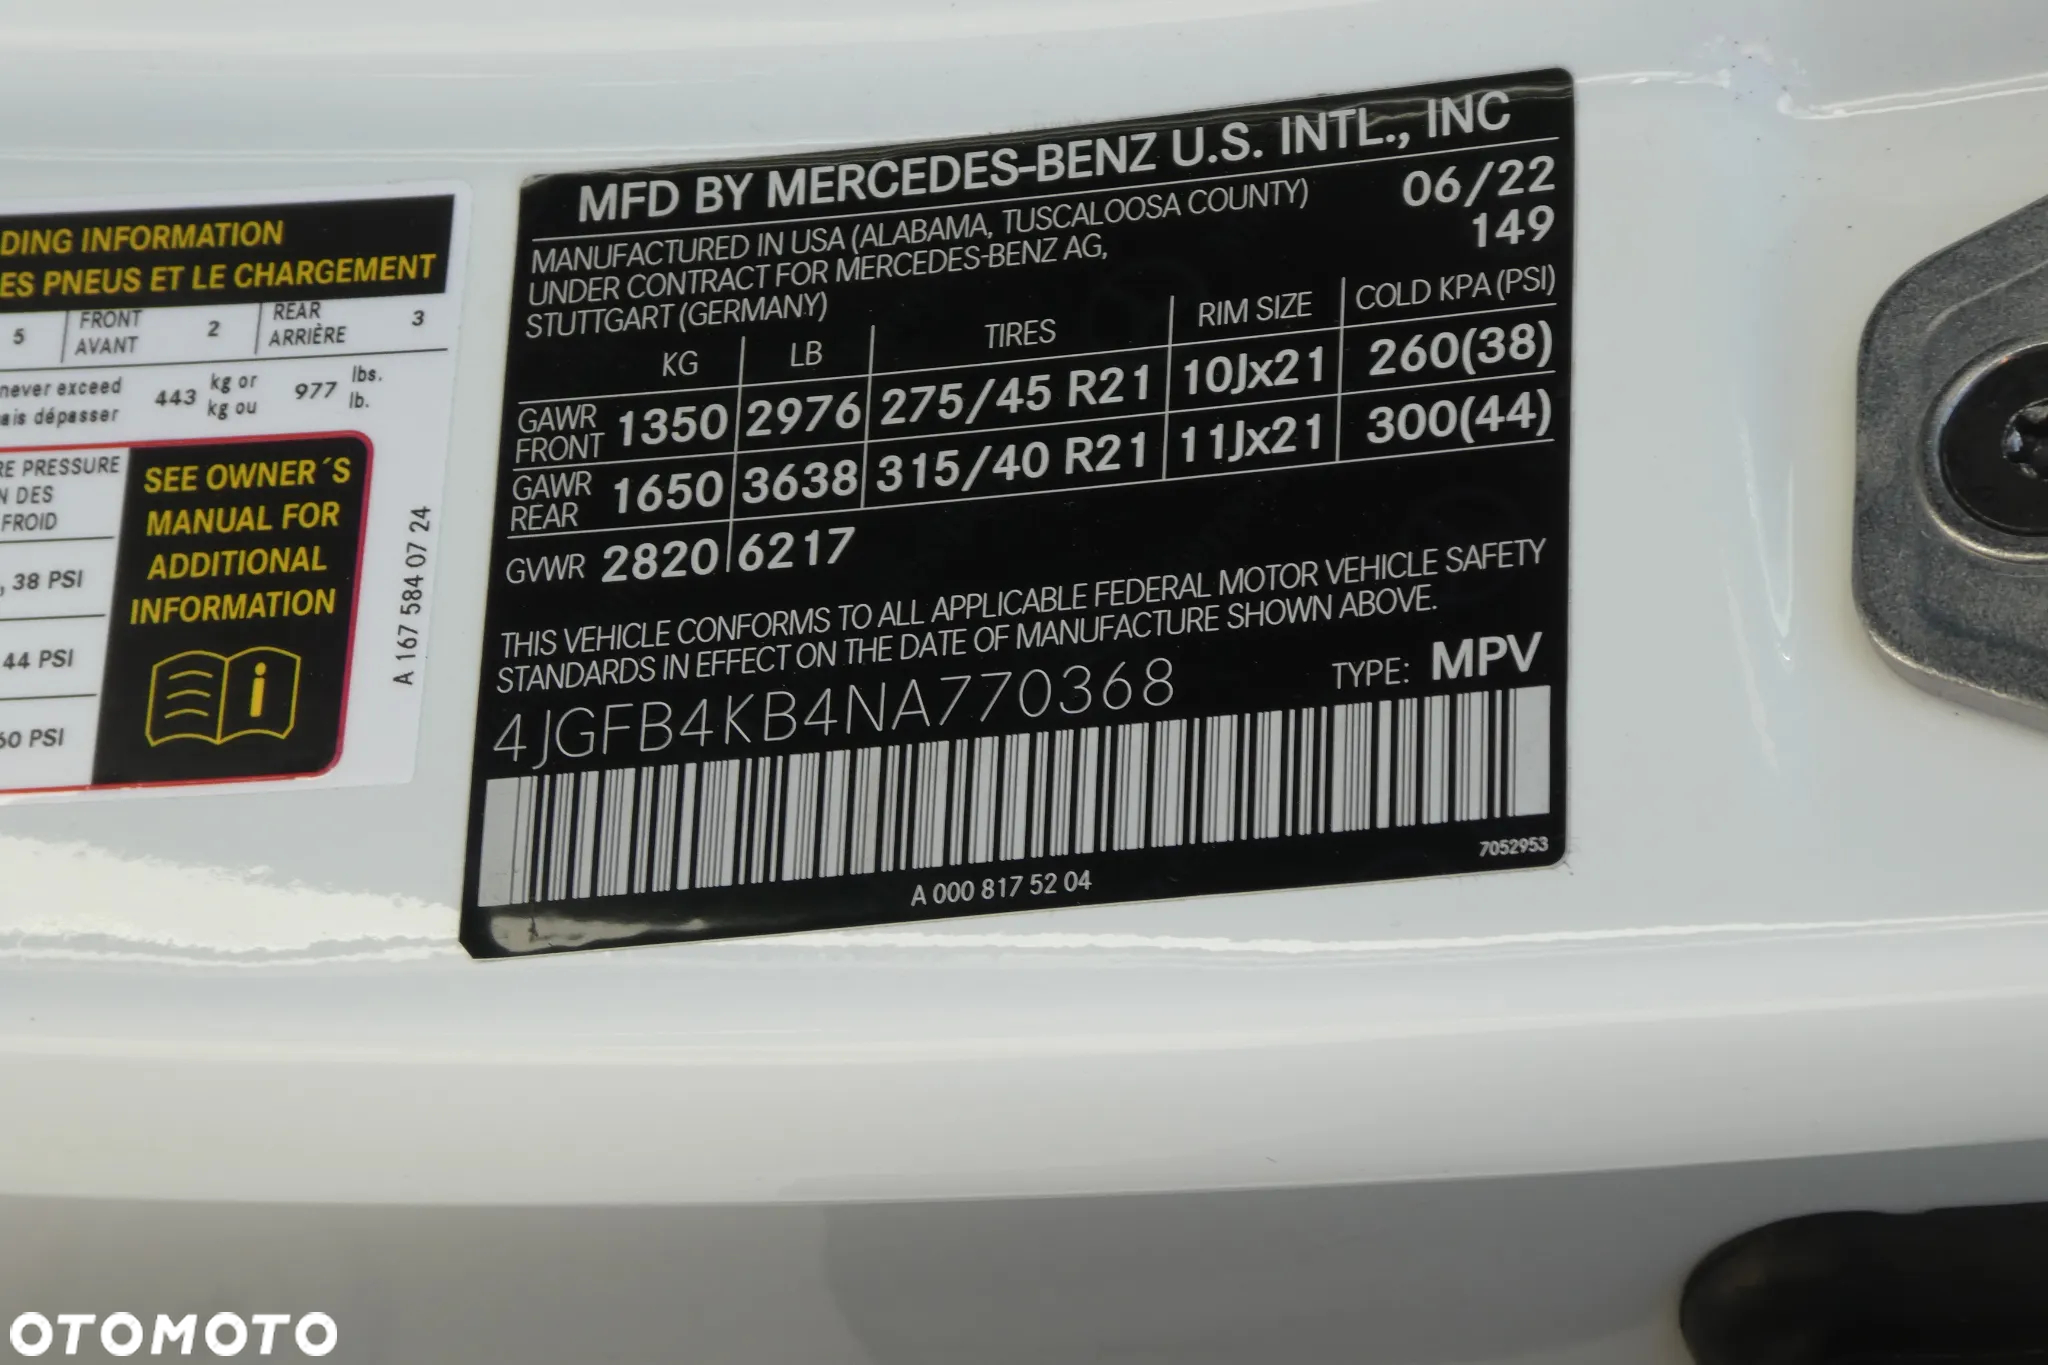 DING INFORMATION
ES PNEUS ET LE CHARGEMENT
5 FRONT AVANT 2 REAR ARRIÈRE 3
never exceed 443 kg or 977 lbs.
ais dépasser kg ou lb.
RE PRESSURE
N DES
FROID
, 38 PSI
44 PSI
60 PSI
SEE OWNER´S
MANUAL FOR
ADDITIONAL
INFORMATION
A 167 584 07 24
MFD BY MERCEDES-BENZ U.S. INTL., INC
MANUFACTURED IN USA (ALABAMA, TUSCALOOSA COUNTY) 06/22
UNDER CONTRACT FOR MERCEDES-BENZ AG, 149
STUTTGART (GERMANY)
KG LB TIRES RIM SIZE COLD KPA (PSI)
GAWR FRONT 1350 2976 275/45 R21 10Jx21 260(38)
GAWR REAR 1650 3638 315/40 R21 11Jx21 300(44)
GVWR 2820 6217
THIS VEHICLE CONFORMS TO ALL APPLICABLE FEDERAL MOTOR VEHICLE SAFETY
STANDARDS IN EFFECT ON THE DATE OF MANUFACTURE SHOWN ABOVE.
4JGFB4KB4NA770368 TYPE: MPV
7052953
A 000 817 52 04
OTOMOTO